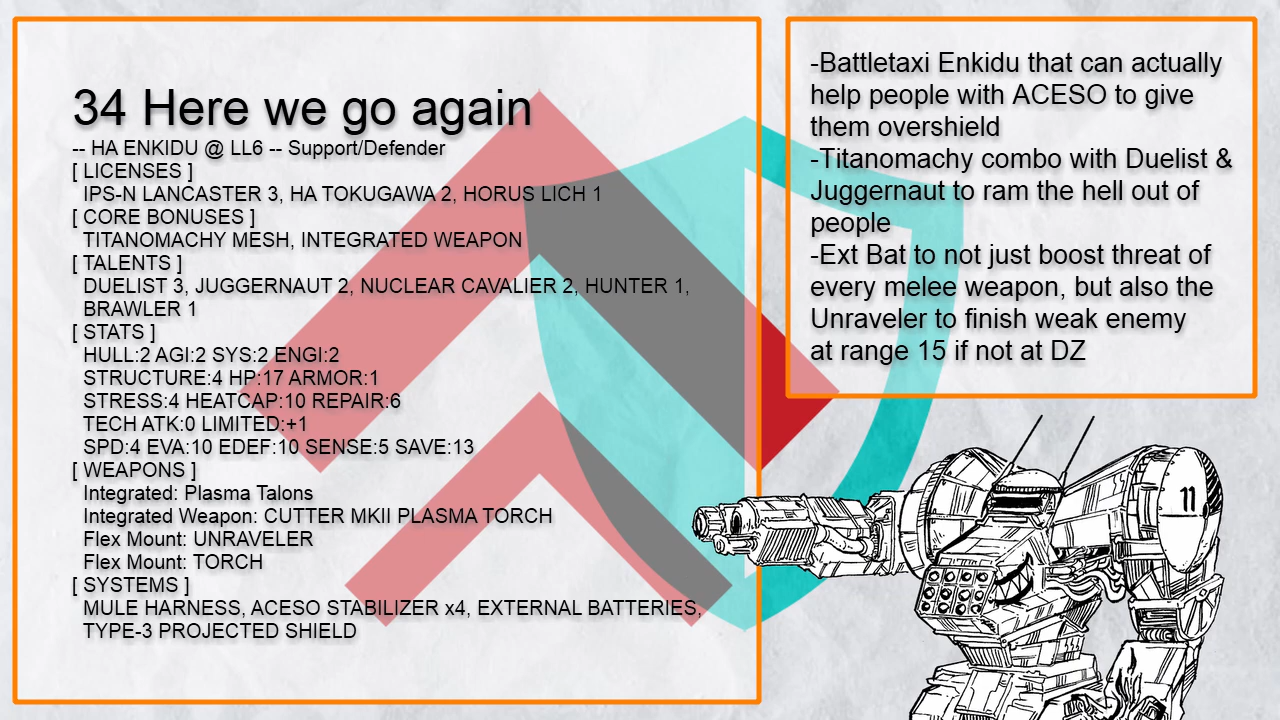 34 Here we go again
-- HA ENKIDU @ LL6 -- Support/Defender
[ LICENSES ]
IPS-N LANCASTER 3, HA TOKUGAWA 2, HORUS LICH 1
[ CORE BONUSES ]
TITANOMACHY MESH, INTEGRATED WEAPON
[ TALENTS ]
DUELIST 3, JUGGERNAUT 2, NUCLEAR CAVALIER 2, HUNTER 1,
BRAWLER 1
[ STATS ]
HULL:2 AGI:2 SYS:2 ENGI:2
STRUCTURE:4 HP:17 ARMOR:1
STRESS:4 HEATCAP:10 REPAIR:6
TECH ATK:0 LIMITED:+1
SPD:4 EVA:10 EDEF:10 SENSE:5 SAVE:13
[ WEAPONS ]
Integrated: Plasma Talons
Integrated Weapon: CUTTER MKII PLASMA TORCH
Flex Mount: UNRAVELER
Flex Mount: TORCH
[ SYSTEMS ]
MULE HARNESS, ACESO STABILIZER x4, EXTERNAL BATTERIES,
TYPE-3 PROJECTED SHIELD
-Battletaxi Enkidu that can actually
help people with ACESO to give
them overshield
-Titanomachy combo with Duelist &
Juggernaut to ram the hell out of
people
-Ext Bat to not just boost threat of
every melee weapon, but also the
Unraveler to finish weak enemy
at range 15 if not at DZ
11